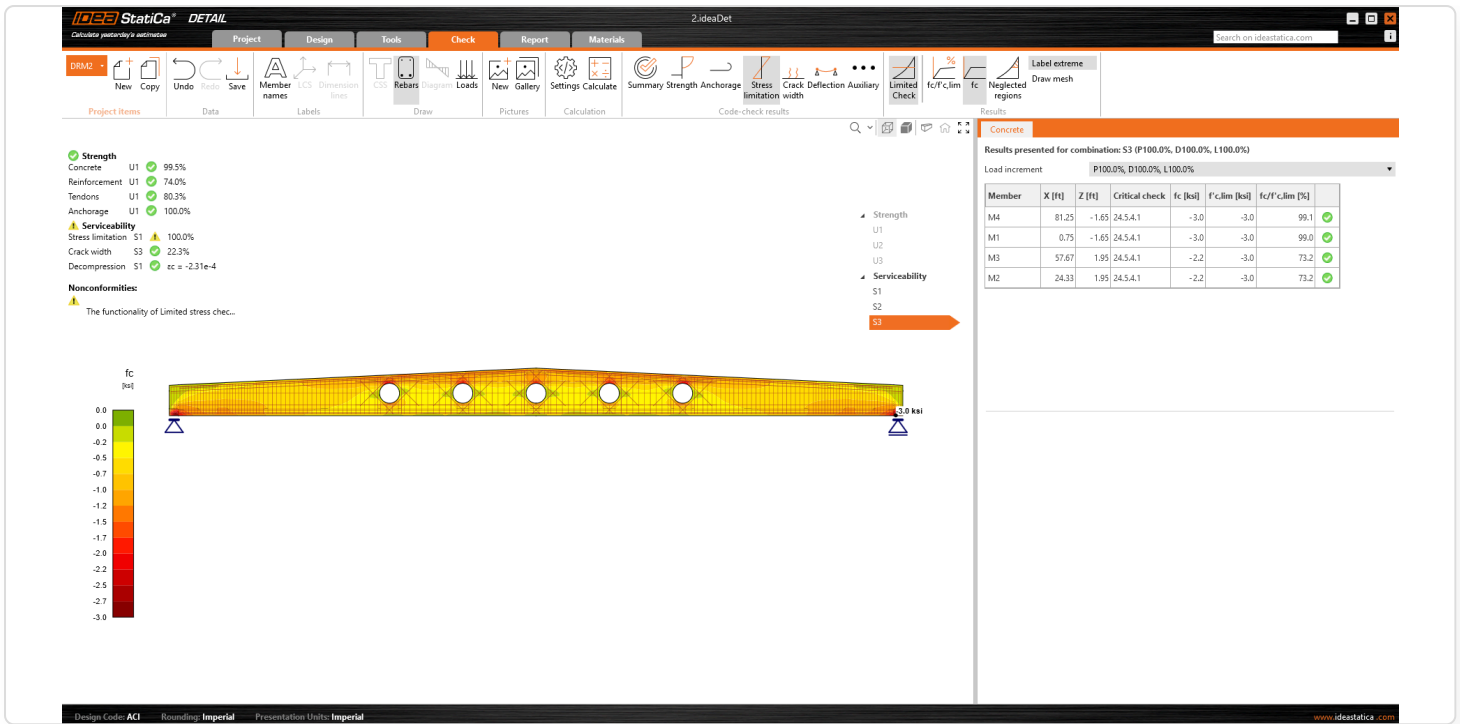 IDEA StatiCa® DETAIL
Calculate yesterday's estimates
2.ideaDet
Project Design Tools Check Report Materials
Search on ideastatica.com
i
DRM2
New Copy Undo Redo Save Member names LCS Dimension lines CSS Rebars Diagram Loads New Gallery Settings Calculate Summary Strength Anchorage Stress limitation Crack width Deflection Auxiliary Limited Check fc/f'c,lim fc Neglected regions
Label extreme
Draw mesh
Project items Data Labels Draw Pictures Calculation Code-check results Results
Strength
Concrete U1 99.5%
Reinforcement U1 74.0%
Tendons U1 80.3%
Anchorage U1 100.0%
Serviceability
Stress limitation S1 100.0%
Crack width S3 22.3%
Decompression S1 εc = -2.31e-4
Nonconformities:
The functionality of Limited stress chec...
Strength
U1
U2
U3
Serviceability
S1
S2
S3
fc
[ksi]
0.0
0.0
-0.2
-0.5
-0.7
-1.0
-1.2
-1.5
-1.7
-2.0
-2.2
-2.5
-2.7
-3.0
-3.0 ksi
Concrete
Results presented for combination: S3 (P100.0%, D100.0%, L100.0%)
Load increment P100.0%, D100.0%, L100.0%
Member X [ft] Z [ft] Critical check fc [ksi] f'c,lim [ksi] fc/f'c,lim [%]
M4 81.25 -1.65 24.5.4.1 -3.0 -3.0 99.1
M1 0.75 -1.65 24.5.4.1 -3.0 -3.0 99.0
M3 57.67 1.95 24.5.4.1 -2.2 -3.0 73.2
M2 24.33 1.95 24.5.4.1 -2.2 -3.0 73.2
Design Code: ACI Rounding: Imperial Presentation Units: Imperial
www.ideastatica.com